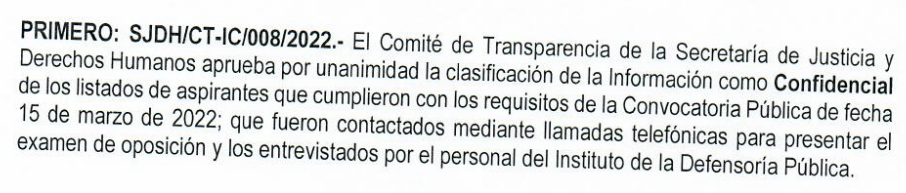 PRIMERO: SJDH/CT-IC/008/2022.- El Comité de Transparencia de la Secretaría de Justicia y
Derechos Humanos aprueba por unanimidad la clasificación de la Información como Confidencial
de los listados de aspirantes que cumplieron con los requisitos de la Convocatoria Pública de fecha
15 de marzo de 2022; que fueron contactados mediante llamadas telefónicas para presentar el
examen de oposición y los entrevistados por el personal del Instituto de la Defensoría Pública.